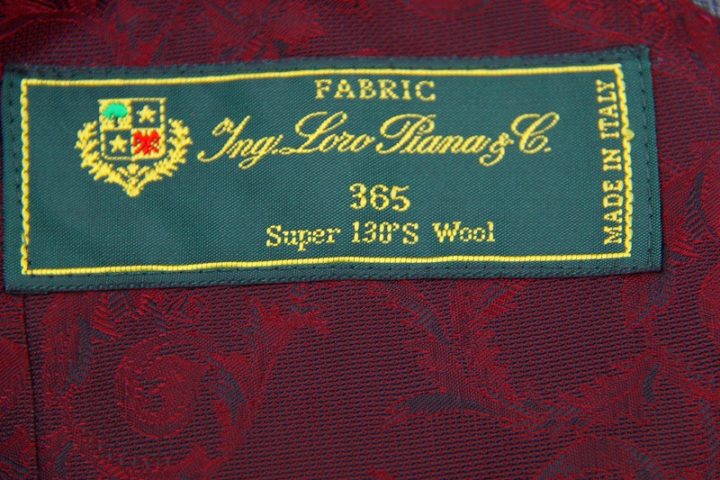 FABRIC
Ing. Loro Piana & C.
365
Super 130'S Wool
MADE IN ITALY